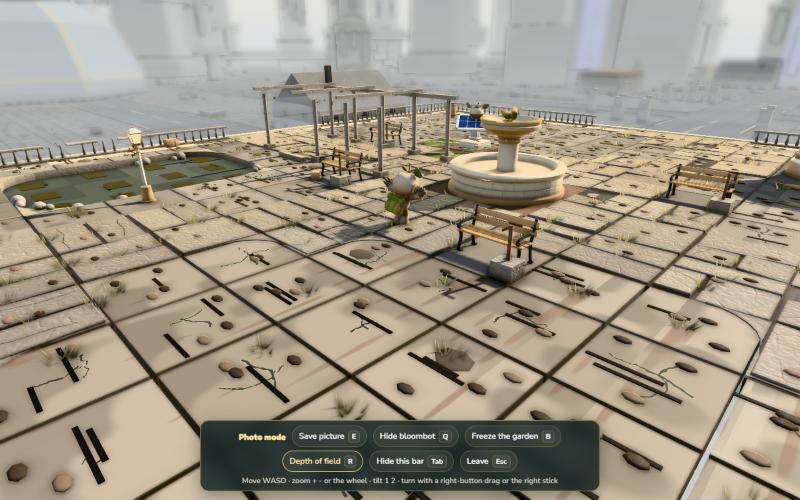 Photo mode Save picture E Hide bloombot Q Freeze the garden B
Depth of field R Hide this bar Tab Leave Esc
Move WASD · zoom + - or the wheel · tilt 1 2 · turn with a right-button drag or the right stick